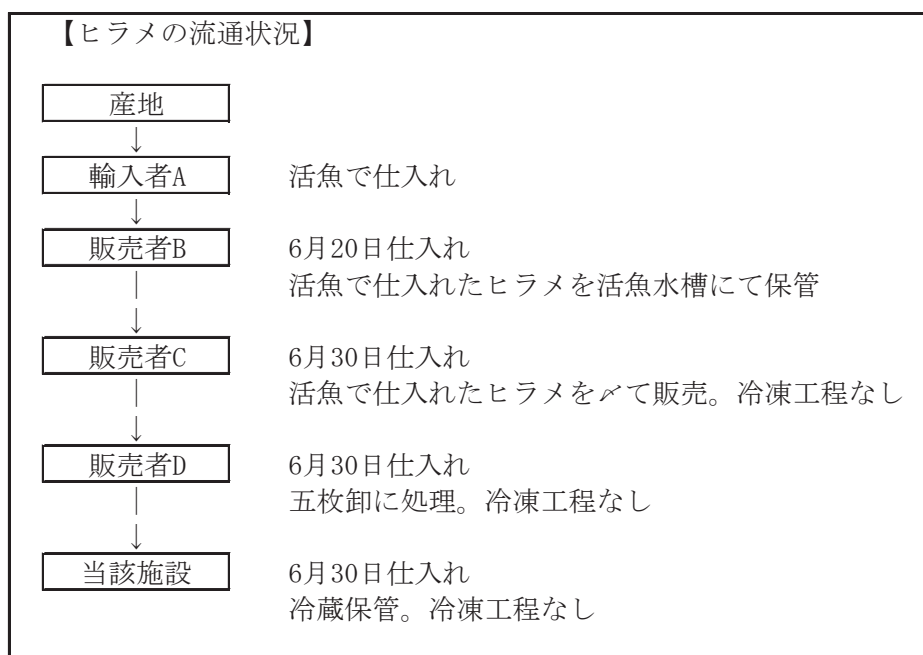 【ヒラメの流通状況】
産地
↓
輸入者A 活魚で仕入れ
↓
販売者B 6月20日仕入れ
活魚で仕入れたヒラメを活魚水槽にて保管
↓
販売者C 6月30日仕入れ
活魚で仕入れたヒラメを〆て販売。冷凍工程なし
↓
販売者D 6月30日仕入れ
五枚卸に処理。冷凍工程なし
↓
当該施設 6月30日仕入れ
冷蔵保管。冷凍工程なし